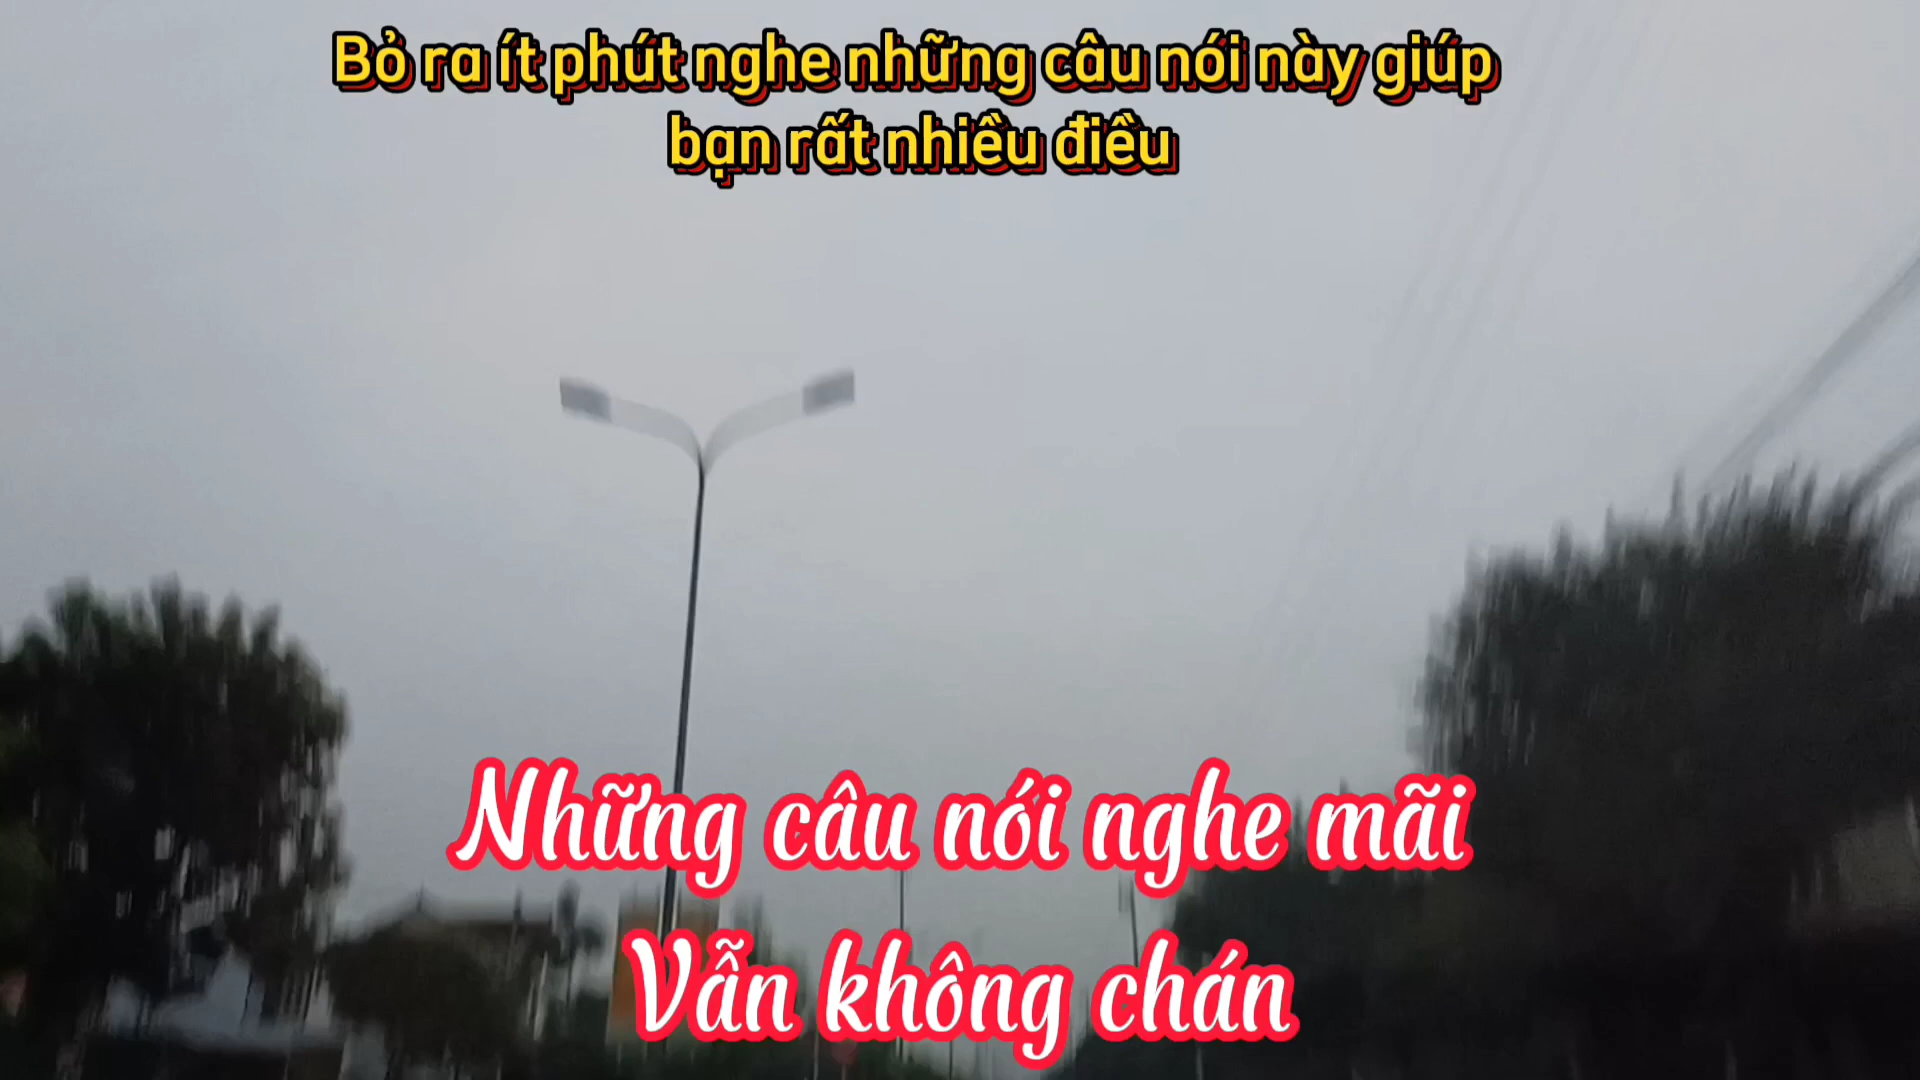 Bỏ ra ít phút nghe những câu nói này giúp
bạn rất nhiều điều
Những câu nói nghe mãi
Vẫn không chán